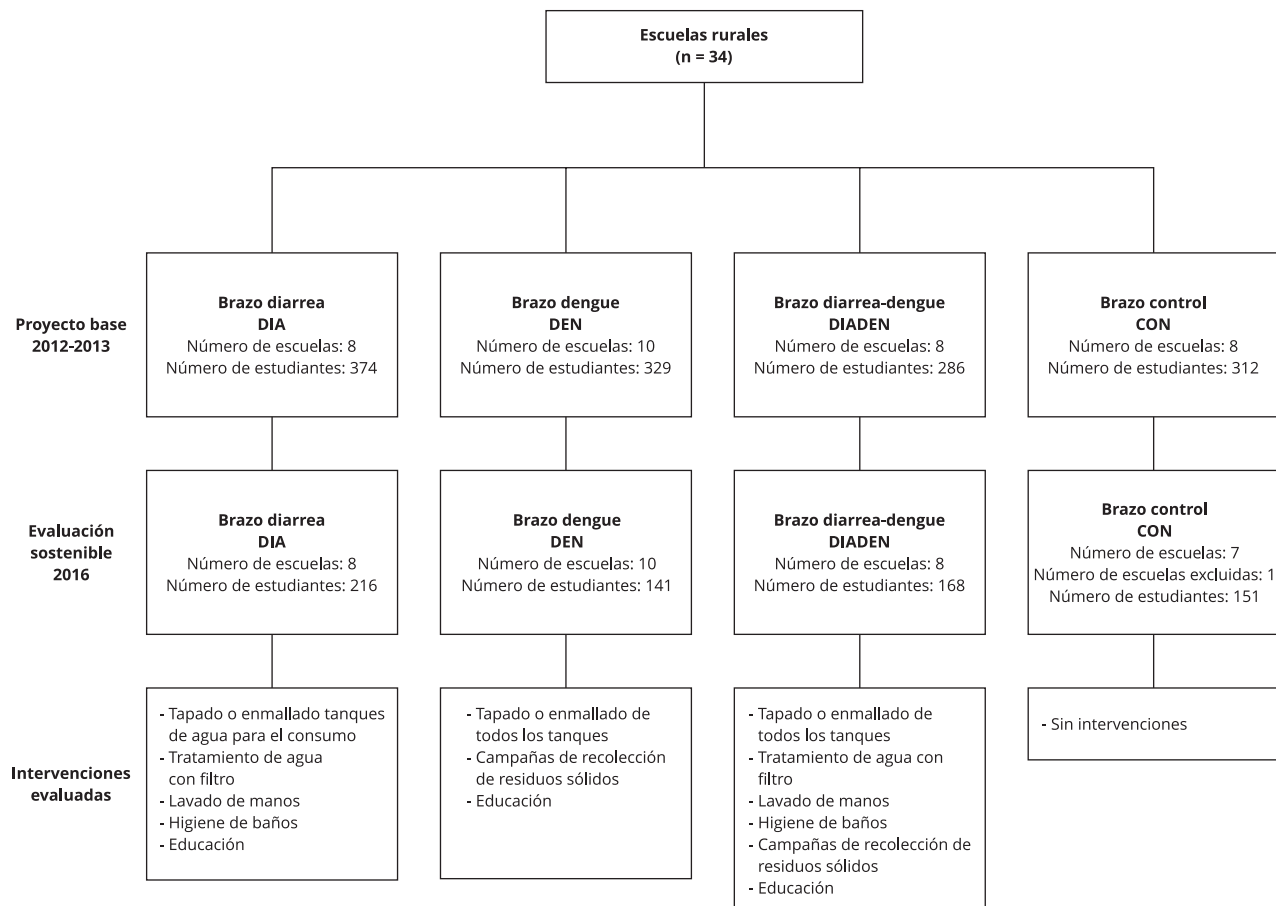 Escuelas rurales
(n = 34)
Proyecto base
2012-2013
Brazo diarrea
DIA
Número de escuelas: 8
Número de estudiantes: 374
Brazo dengue
DEN
Número de escuelas: 10
Número de estudiantes: 329
Brazo diarrea-dengue
DIADEN
Número de escuelas: 8
Número de estudiantes: 286
Brazo control
CON
Número de escuelas: 8
Número de estudiantes: 312
Evaluación
sostenible
2016
Brazo diarrea
DIA
Número de escuelas: 8
Número de estudiantes: 216
Brazo dengue
DEN
Número de escuelas: 10
Número de estudiantes: 141
Brazo diarrea-dengue
DIADEN
Número de escuelas: 8
Número de estudiantes: 168
Brazo control
CON
Número de escuelas: 7
Número de escuelas excluidas: 1
Número de estudiantes: 151
Intervenciones
evaluadas
- Tapado o enmallado tanques
de agua para el consumo
- Tratamiento de agua
con filtro
- Lavado de manos
- Higiene de baños
- Educación
- Tapado o enmallado de
todos los tanques
- Campañas de recolección
de residuos sólidos
- Educación
- Tapado o enmallado de
todos los tanques
- Tratamiento de agua con
filtro
- Lavado de manos
- Higiene de baños
- Campañas de recolección de
residuos sólidos
- Educación
- Sin intervenciones